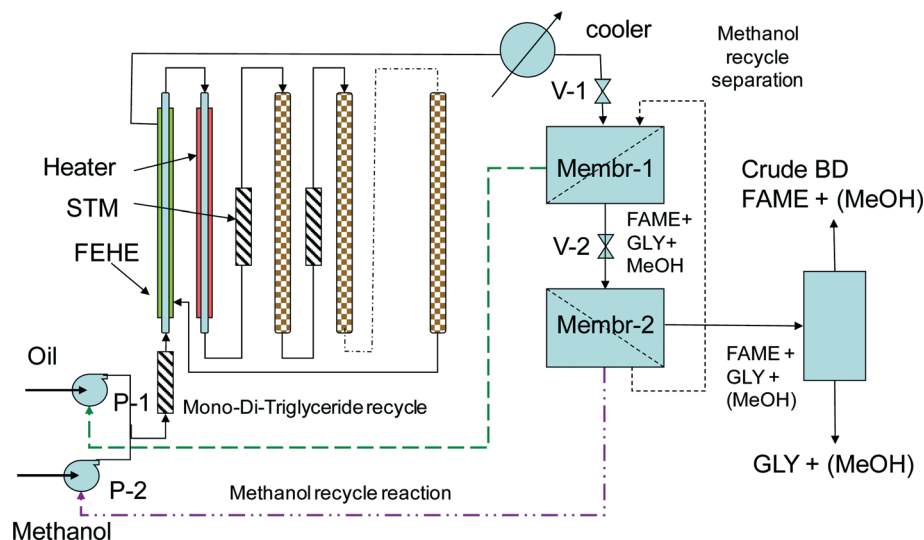 cooler
Methanol
recycle
separation
V-1
Heater
STM
FEHE
Membr-1
Crude BD
FAME + (MeOH)
FAME+
GLY+
MeOH
V-2
Membr-2
Oil
P-1
Mono-Di-Triglyceride recycle
FAME +
GLY +
(MeOH)
GLY + (MeOH)
P-2
Methanol recycle reaction
Methanol